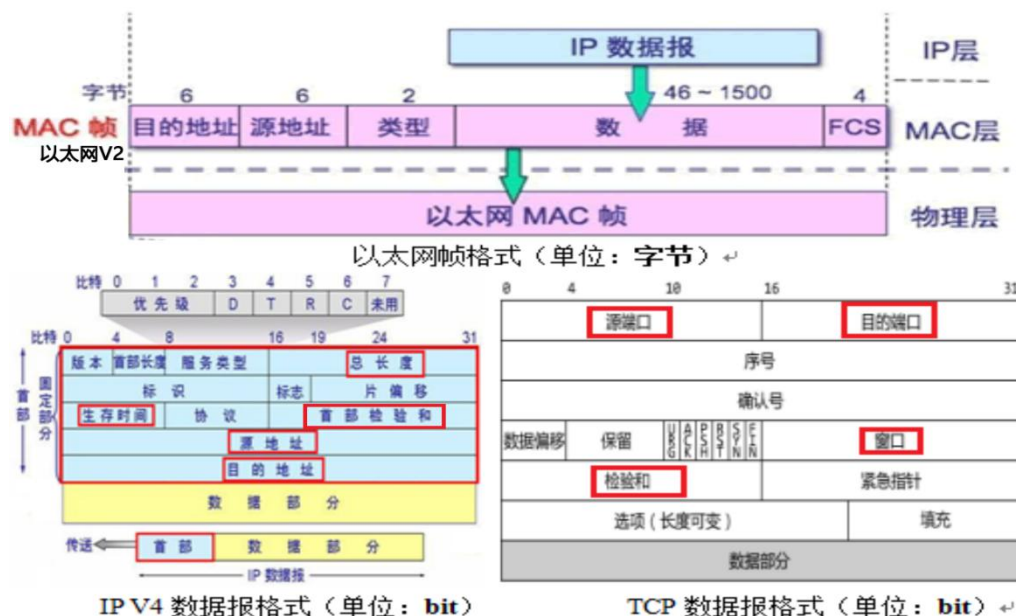 IP 数据报
IP层
字节 6 6 2 46 ~ 1500 4
MAC 帧 目的地址 源地址 类型 数 据 FCS MAC层
以太网V2
以太网 MAC 帧 物理层
以太网帧格式（单位：字节）
比特 0 1 2 3 4 5 6 7
优 先 级 D T R C 未用
比特 0 4 8 16 19 24 31
版本 首部长度 服务类型 总 长 度
标 识 标志 片 偏 移
生存时间 协 议 首 部 检 验 和
源 地 址
目 的 地 址
首部
固定部分
数 据 部 分
传送 首 部 数 据 部 分
IP 数据报
IP V4 数据报格式（单位：bit）
0 4 10 16 31
源端口 目的端口
序号
确认号
数据偏移 保留 URG ACK PSH RST SYN FIN 窗口
检验和 紧急指针
选项（长度可变） 填充
数据部分
TCP 数据报格式（单位：bit）